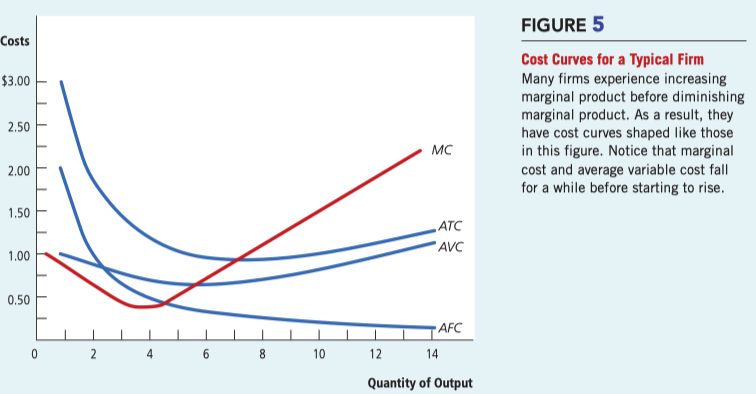 Costs
$3.00
2.50
2.00
1.50
1.00
0.50
MC
ATC
AVC
AFC
0 2 4 6 8 10 12 14
Quantity of Output
FIGURE 5
Cost Curves for a Typical Firm
Many firms experience increasing
marginal product before diminishing
marginal product. As a result, they
have cost curves shaped like those
in this figure. Notice that marginal
cost and average variable cost fall
for a while before starting to rise.